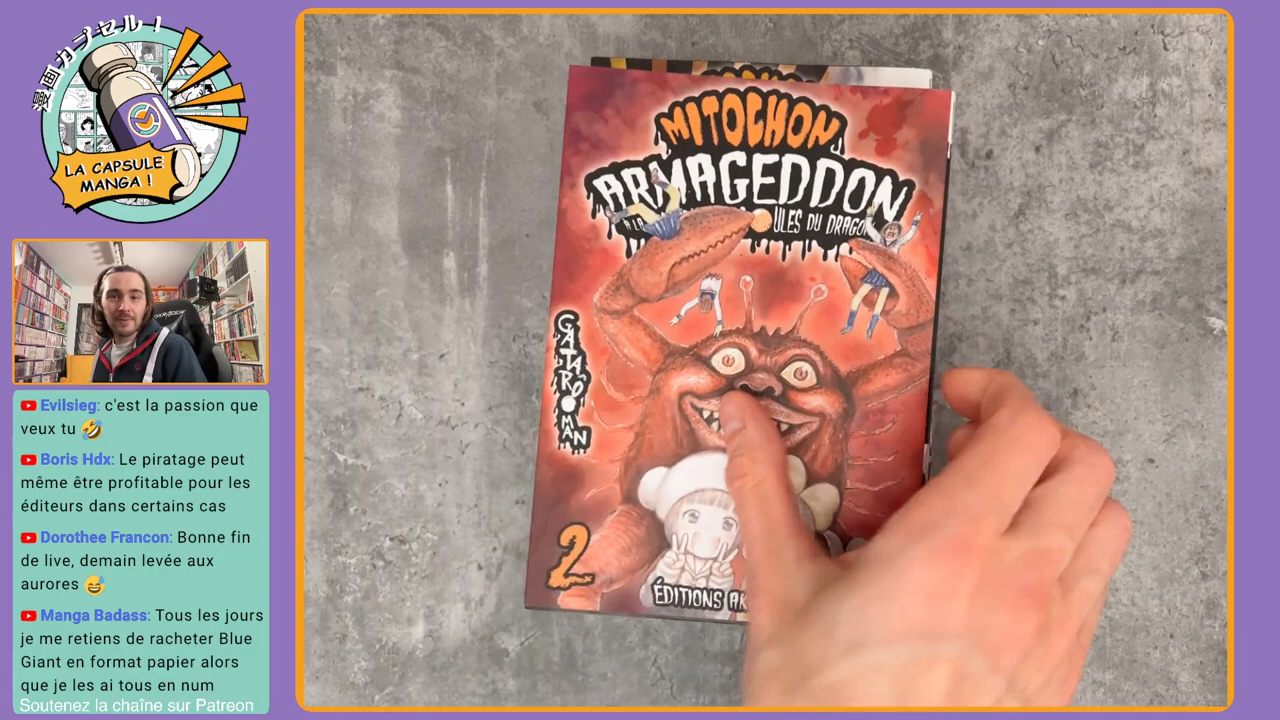 漫画カプセル！
LA CAPSULE
MANGA !
Evilsieg: c'est la passion que
veux tu 🤣
Boris Hdx: Le piratage peut
même être profitable pour les
éditeurs dans certains cas
Dorothee Francon: Bonne fin
de live, demain levée aux
aurores 😅
Manga Badass: Tous les jours
je me retiens de racheter Blue
Giant en format papier alors
que je les ai tous en num
Soutenez la chaîne sur Patreon
MITOCHON
ARMAGEDDON
ULES DU DRAGON
GATARÔ
MAN
2
ÉDITIONS